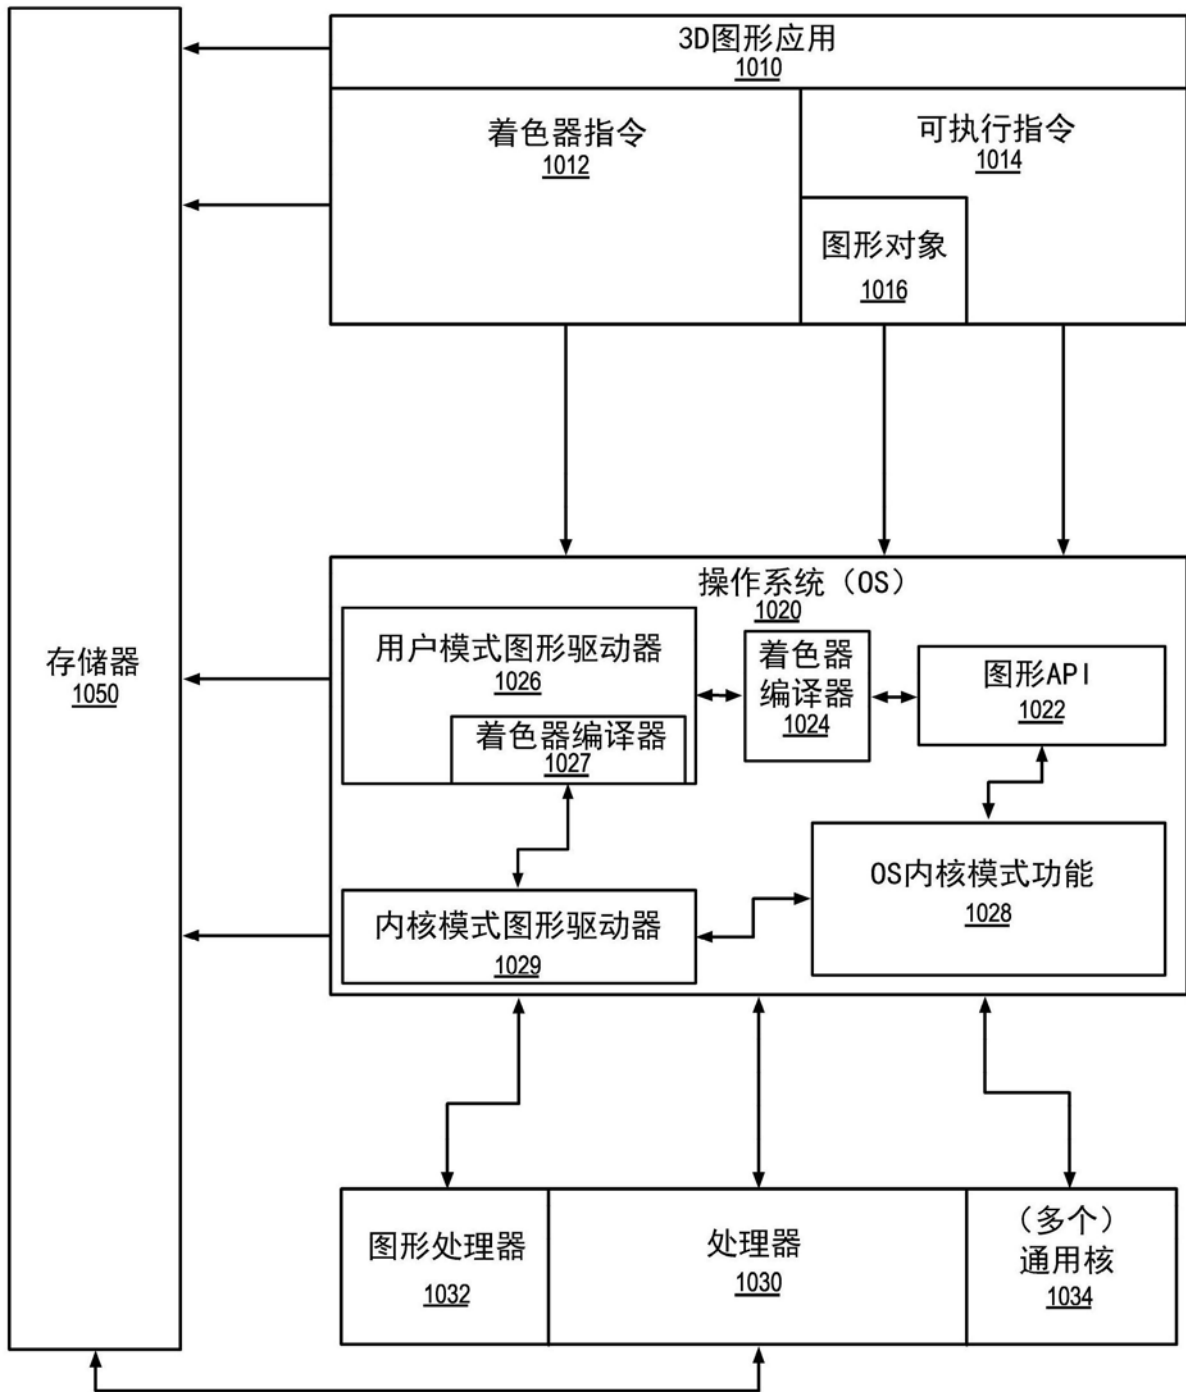 3D图形应用
1010
着色器指令
1012
可执行指令
1014
图形对象
1016
操作系统（OS）
1020
用户模式图形驱动器
1026
着色器编译器
1027
着色器
编译器
1024
图形API
1022
存储器
1050
OS内核模式功能
1028
内核模式图形驱动器
1029
图形处理器
1032
处理器
1030
（多个）
通用核
1034